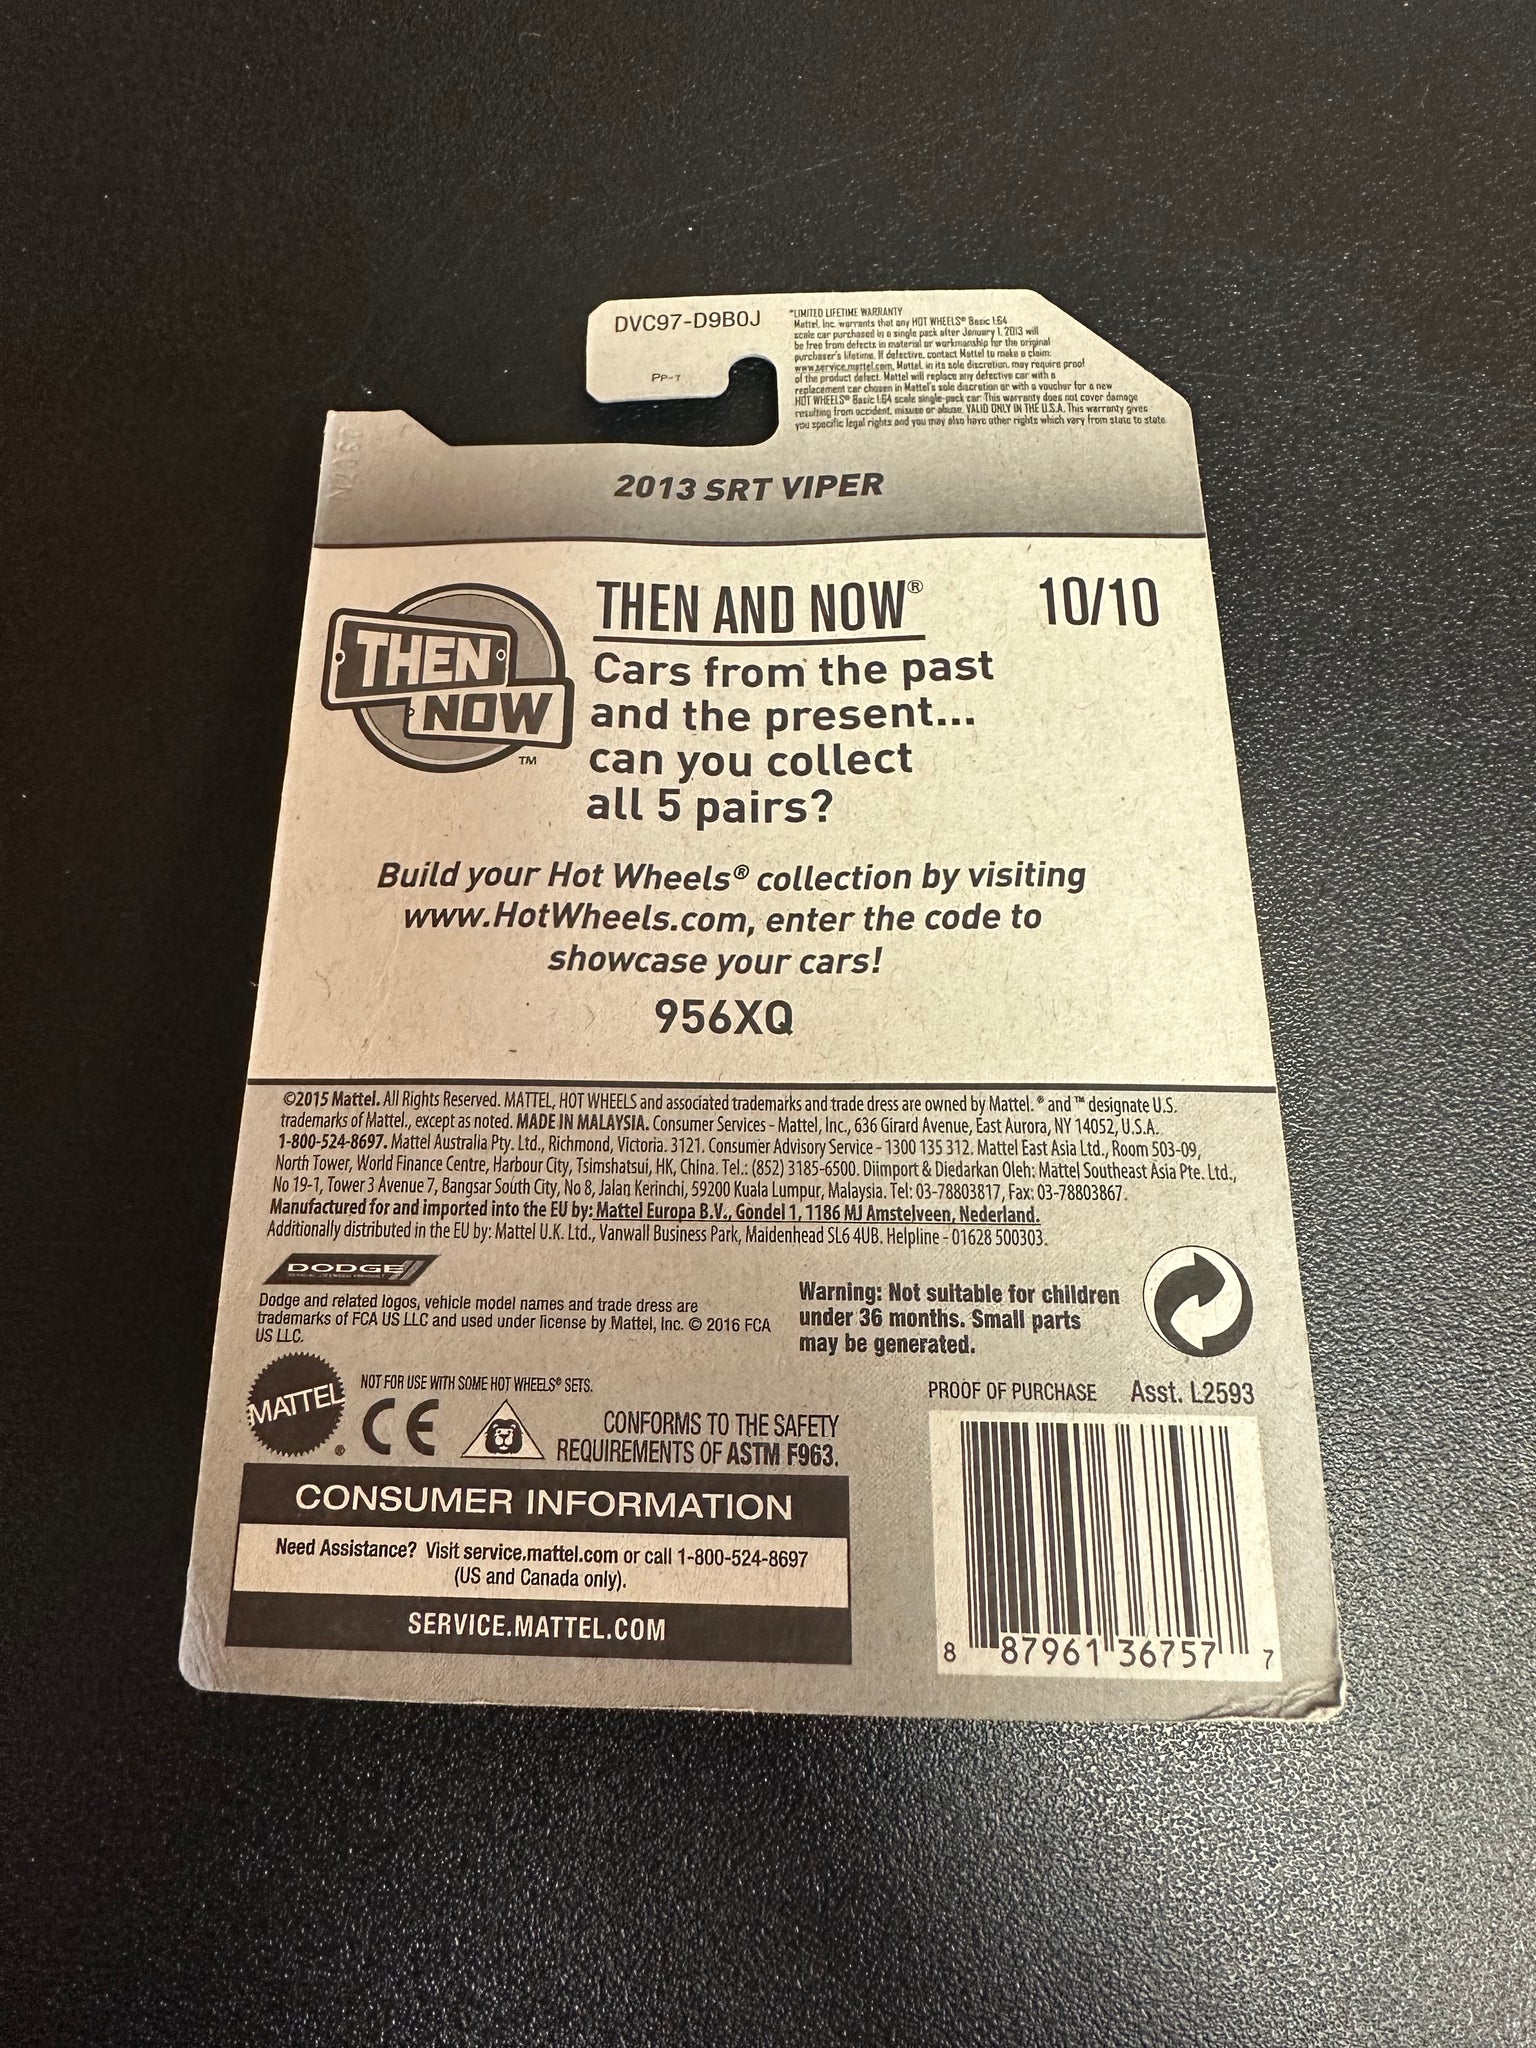 DVC97-D9B0J
PP-7
*LIMITED LIFETIME WARRANTY
Mattel, Inc. warrants that any HOT WHEELS® Basic 1:64
scale car purchased in a single pack after January 1, 2013 will
be free from defects in material or workmanship for the original
purchaser's lifetime. If defective, contact Mattel to make a claim:
www.service.mattel.com. Mattel, in its sole discretion, may require proof
of the product defect. Mattel will replace any defective car with a
replacement car chosen in Mattel's sole discretion or with a voucher for a new
HOT WHEELS® Basic 1:64 scale single-pack car. This warranty does not cover damage
resulting from accident, misuse or abuse. VALID ONLY IN THE U.S.A. This warranty gives
you specific legal rights and you may also have other rights which vary from state to state.
2013 SRT VIPER
THEN
NOW
TM
THEN AND NOW®
10/10
Cars from the past
and the present...
can you collect
all 5 pairs?
Build your Hot Wheels® collection by visiting
www.HotWheels.com, enter the code to
showcase your cars!
956XQ
©2015 Mattel. All Rights Reserved. MATTEL, HOT WHEELS and associated trademarks and trade dress are owned by Mattel. ® and ™ designate U.S.
trademarks of Mattel., except as noted. MADE IN MALAYSIA. Consumer Services – Mattel, Inc., 636 Girard Avenue, East Aurora, NY 14052, U.S.A.
1-800-524-8697. Mattel Australia Pty. Ltd., Richmond, Victoria. 3121. Consumer Advisory Service - 1300 135 312. Mattel East Asia Ltd., Room 503-09,
North Tower, World Finance Centre, Harbour City, Tsimshatsui, HK, China. Tel.: (852) 3185-6500. Diimport & Diedarkan Oleh: Mattel Southeast Asia Pte. Ltd.,
No 19-1, Tower 3 Avenue 7, Bangsar South City, No 8, Jalan Kerinchi, 59200 Kuala Lumpur, Malaysia. Tel: 03-78803817, Fax: 03-78803867.
Manufactured for and imported into the EU by: Mattel Europa B.V., Gondel 1, 1186 MJ Amstelveen, Nederland.
Additionally distributed in the EU by: Mattel U.K. Ltd., Vanwall Business Park, Maidenhead SL6 4UB. Helpline – 01628 500303.
DODGE
Dodge and related logos, vehicle model names and trade dress are
trademarks of FCA US LLC and used under license by Mattel, Inc. © 2016 FCA
US LLC.
Warning: Not suitable for children
under 36 months. Small parts
may be generated.
MATTEL
®
NOT FOR USE WITH SOME HOT WHEELS® SETS.
CE
CONFORMS TO THE SAFETY
REQUIREMENTS OF ASTM F963.
PROOF OF PURCHASE Asst. L2593
CONSUMER INFORMATION
Need Assistance? Visit service.mattel.com or call 1-800-524-8697
(US and Canada only).
SERVICE.MATTEL.COM
8 87961 36757 7